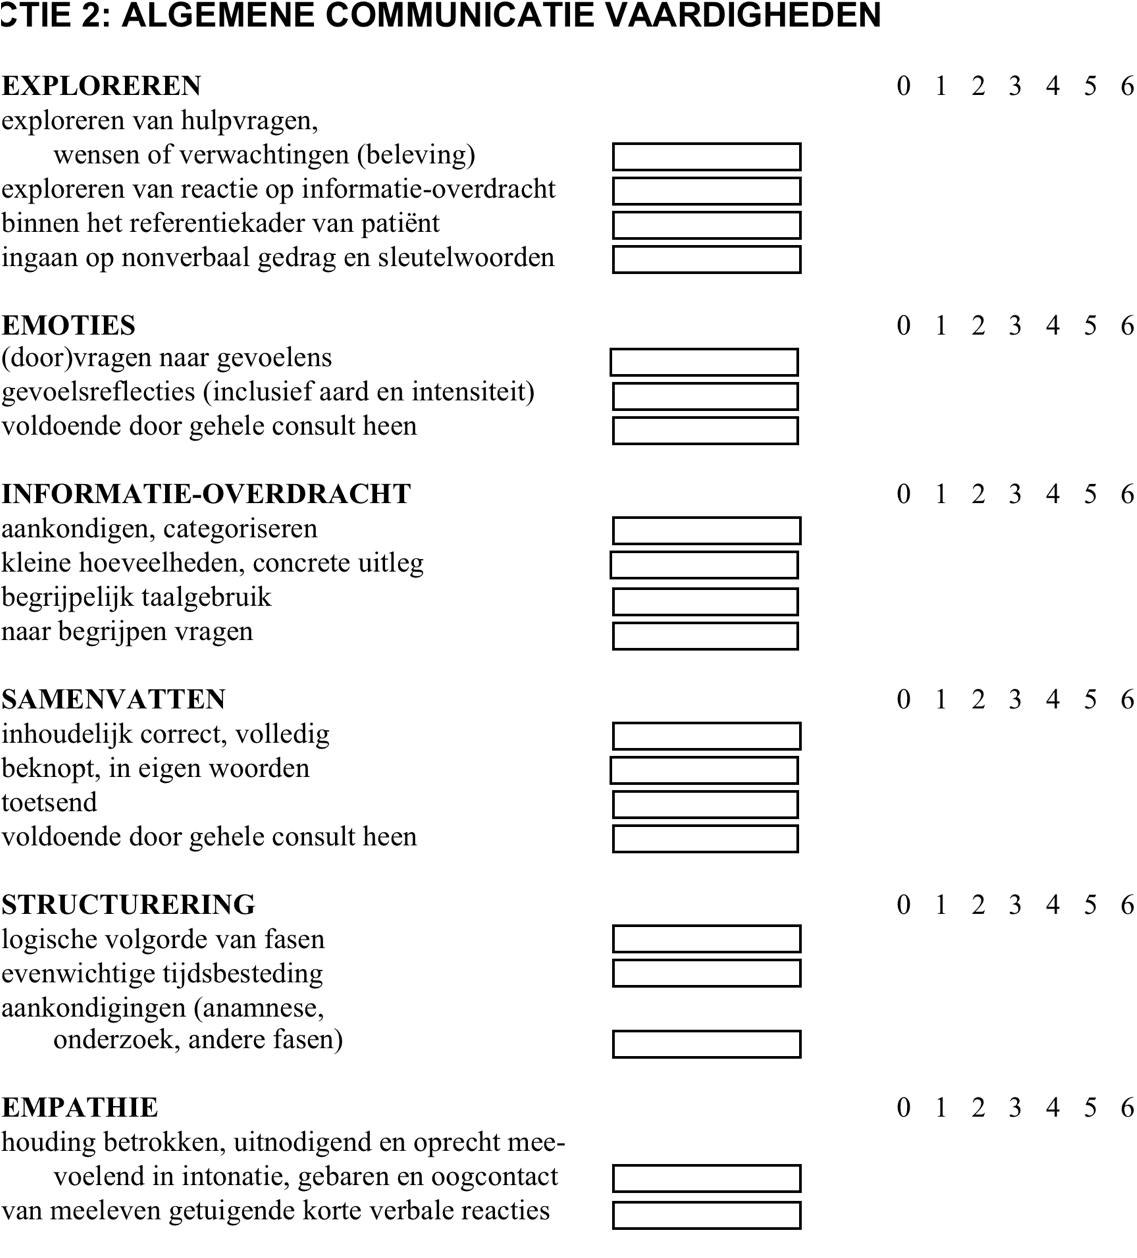 CTIE 2: ALGEMENE COMMUNICATIE VAARDIGHEDEN
EXPLOREREN 0 1 2 3 4 5 6
exploreren van hulpvragen,
wensen of verwachtingen (beleving)
exploreren van reactie op informatie-overdracht
binnen het referentiekader van patiënt
ingaan op nonverbaal gedrag en sleutelwoorden
EMOTIES 0 1 2 3 4 5 6
(door)vragen naar gevoelens
gevoelsreflecties (inclusief aard en intensiteit)
voldoende door gehele consult heen
INFORMATIE-OVERDRACHT 0 1 2 3 4 5 6
aankondigen, categoriseren
kleine hoeveelheden, concrete uitleg
begrijpelijk taalgebruik
naar begrijpen vragen
SAMENVATTEN 0 1 2 3 4 5 6
inhoudelijk correct, volledig
beknopt, in eigen woorden
toetsend
voldoende door gehele consult heen
STRUCTURERING 0 1 2 3 4 5 6
logische volgorde van fasen
evenwichtige tijdsbesteding
aankondigingen (anamnese,
onderzoek, andere fasen)
EMPATHIE 0 1 2 3 4 5 6
houding betrokken, uitnodigend en oprecht mee-
voelend in intonatie, gebaren en oogcontact
van meeleven getuigende korte verbale reacties